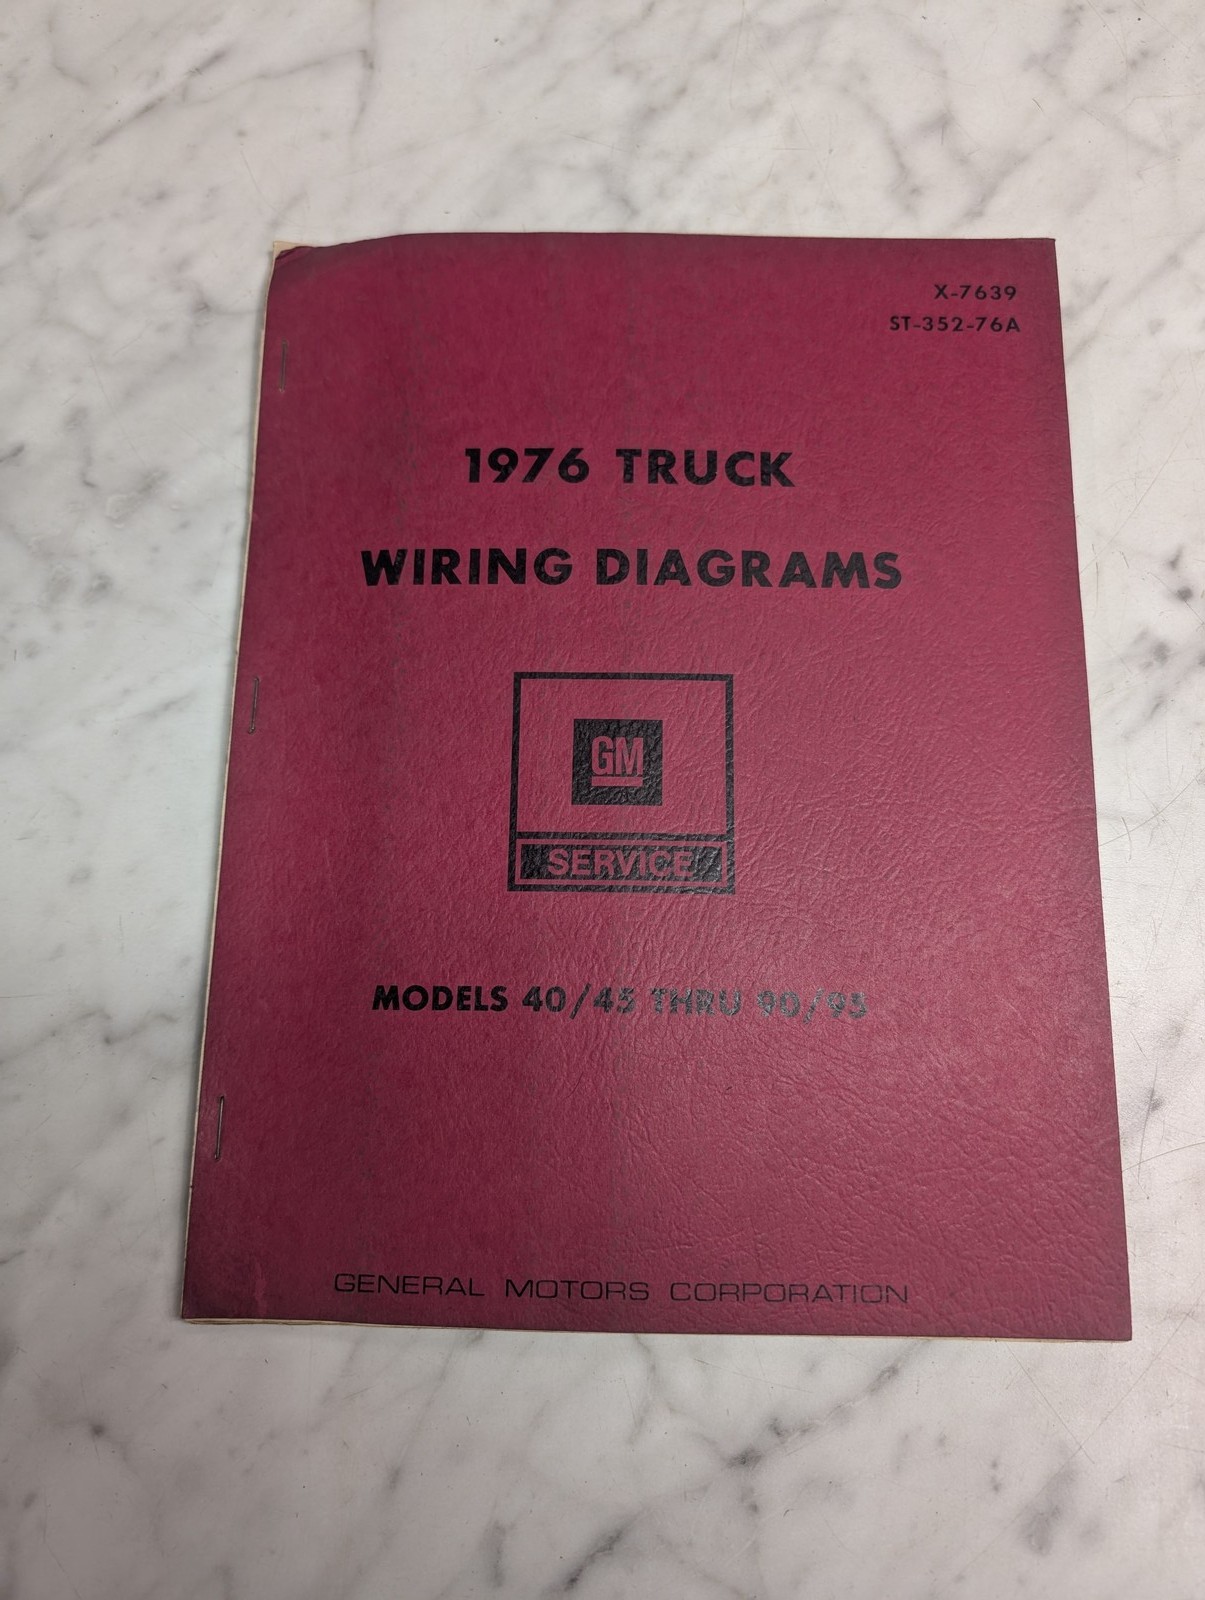 X-7639
ST-352-76A
1976 TRUCK
WIRING DIAGRAMS
GM
SERVICE
MODELS 40/45 THRU 90/95
GENERAL MOTORS CORPORATION